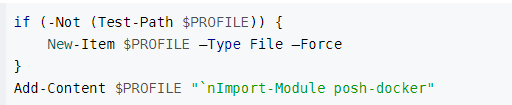 if (-Not (Test-Path $PROFILE)) {
    New-Item $PROFILE –Type File –Force
}
Add-Content $PROFILE "`nImport-Module posh-docker"